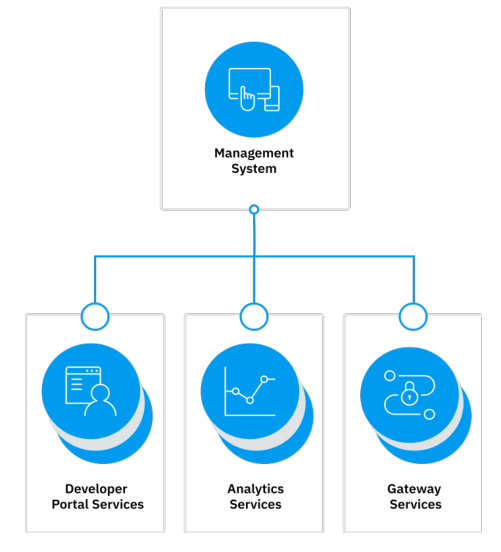 Management
System
Developer
Portal Services
Analytics
Services
Gateway
Services